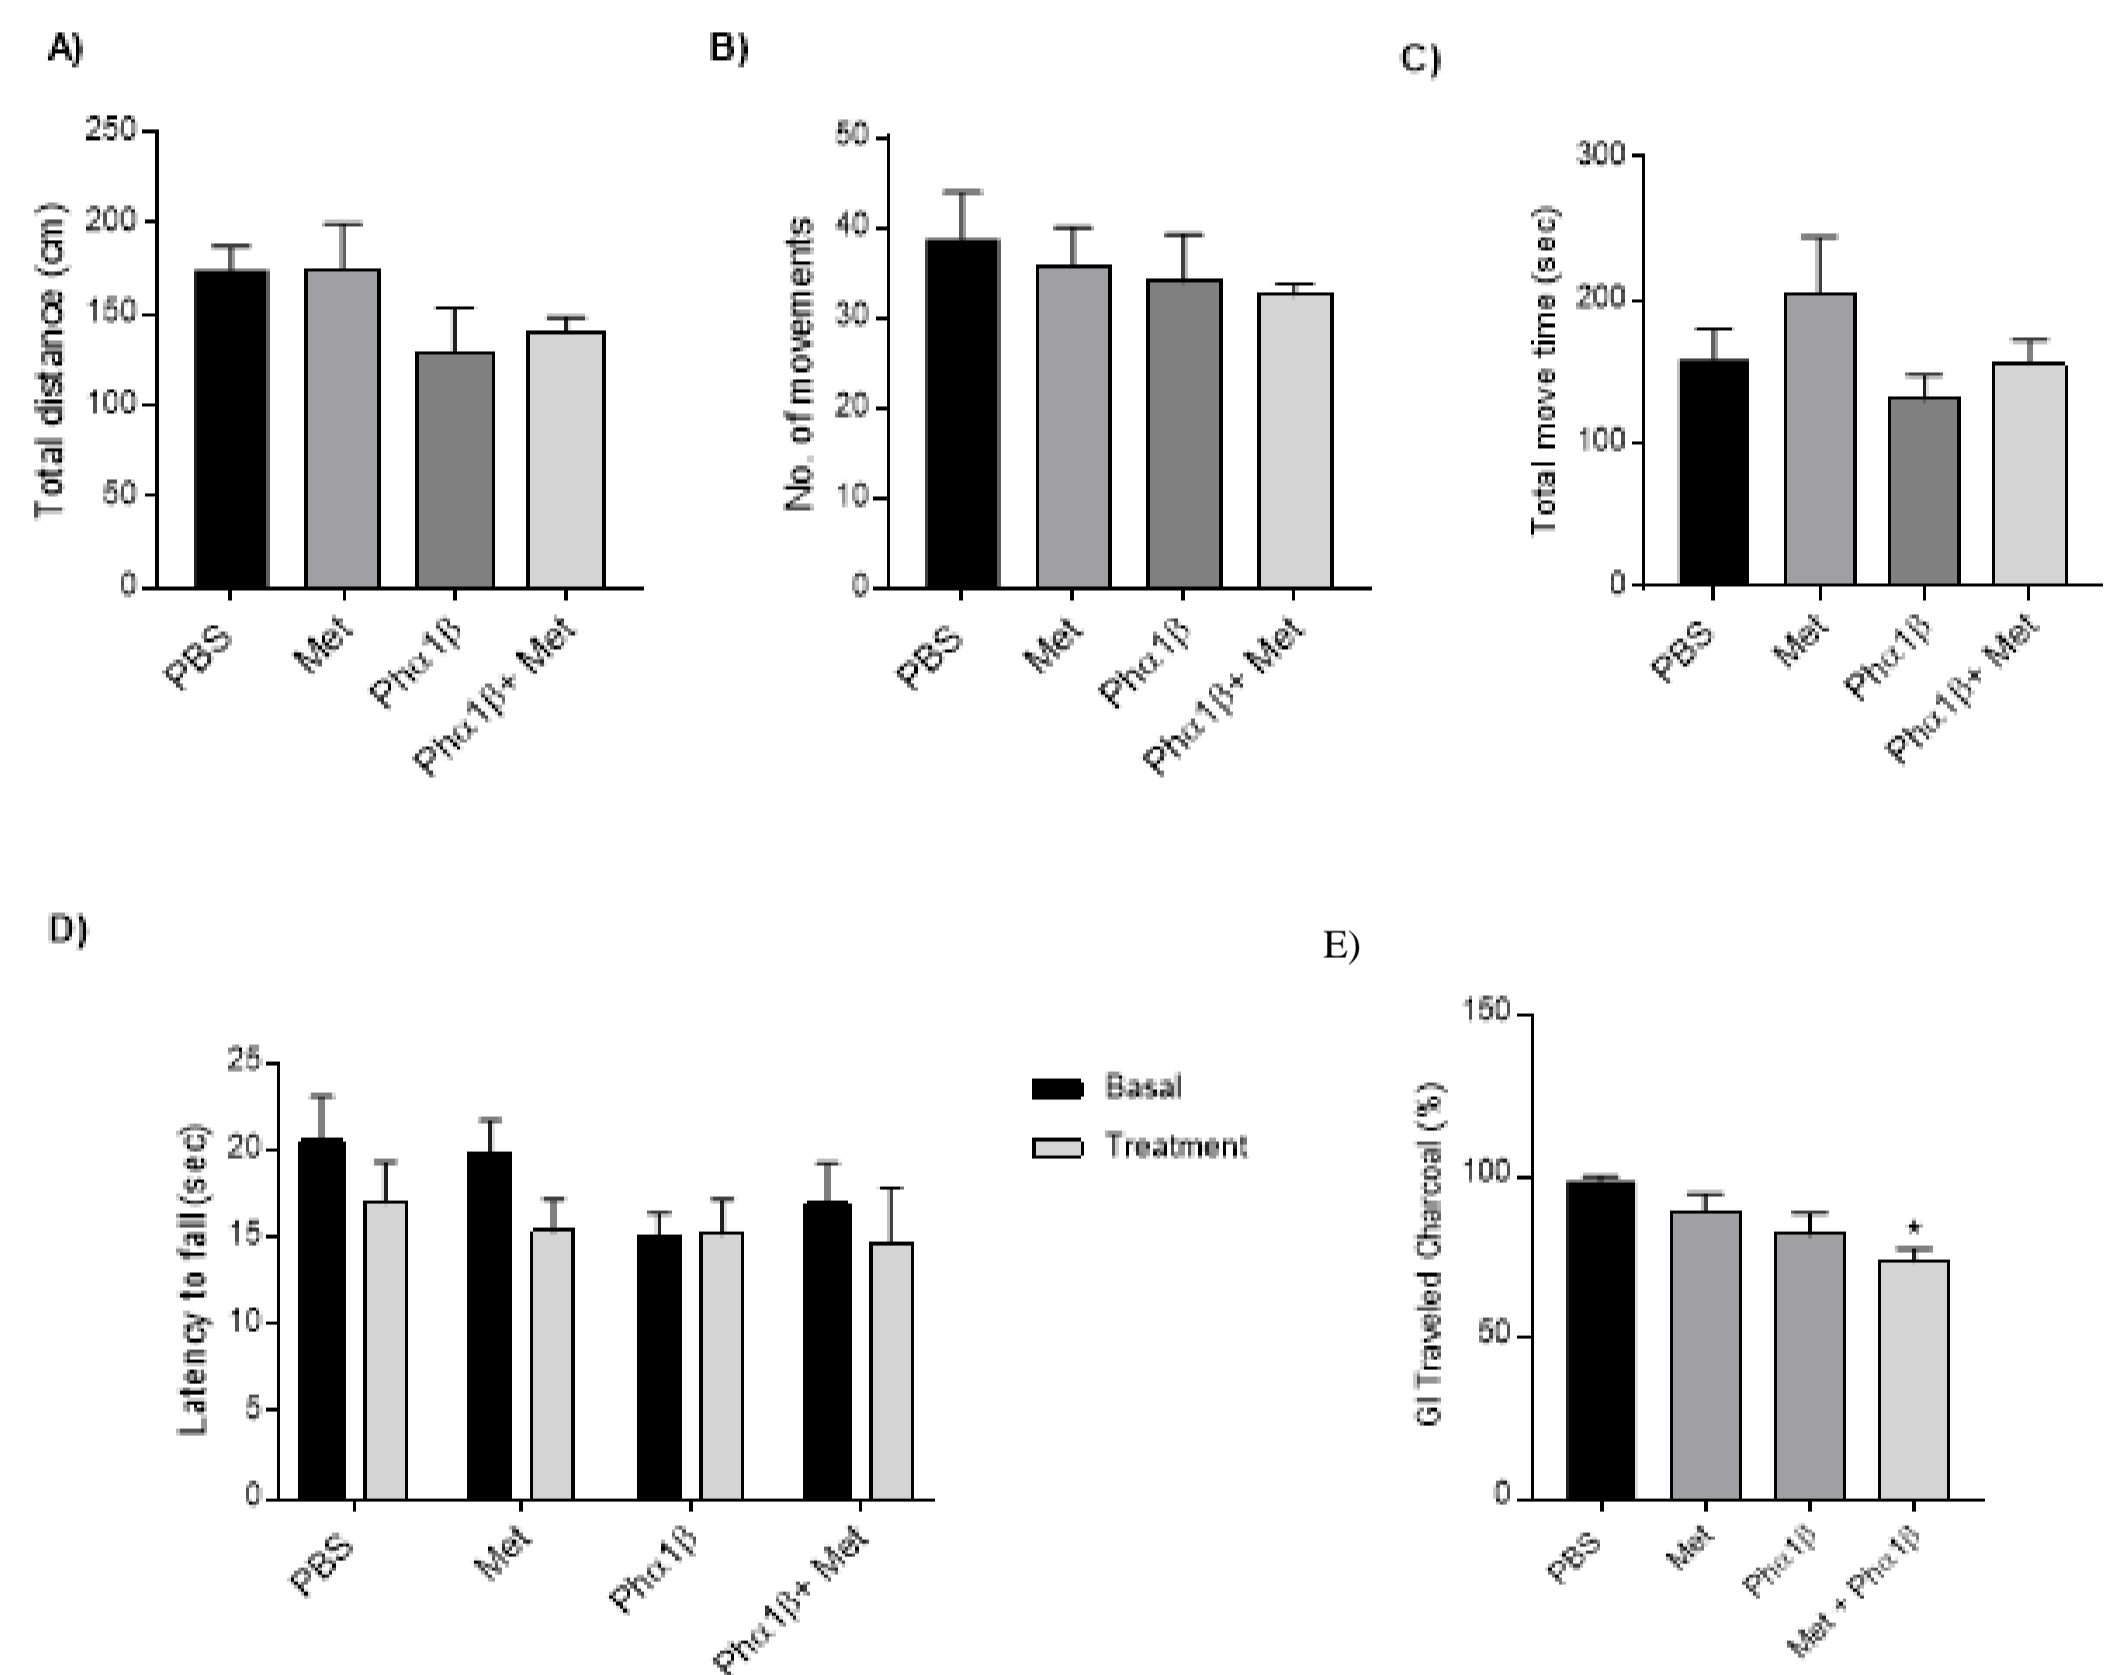 A)
Total distance (cm)
250
200
150
100
50
0
PBS
Met
Phα1β
Phα1β+ Met
B)
No. of movements
50
40
30
20
10
0
PBS
Met
Phα1β
Phα1β+ Met
C)
Total move time (sec)
300
200
100
0
PBS
Met
Phα1β
Phα1β+ Met
D)
Latency to fall (sec)
25
20
15
10
5
0
PBS
Met
Phα1β
Phα1β+ Met
Basal
Treatment
E)
GI Traveled Charcoal (%)
150
100
50
0
*
PBS
Met
Phα1β
Met + Phα1β